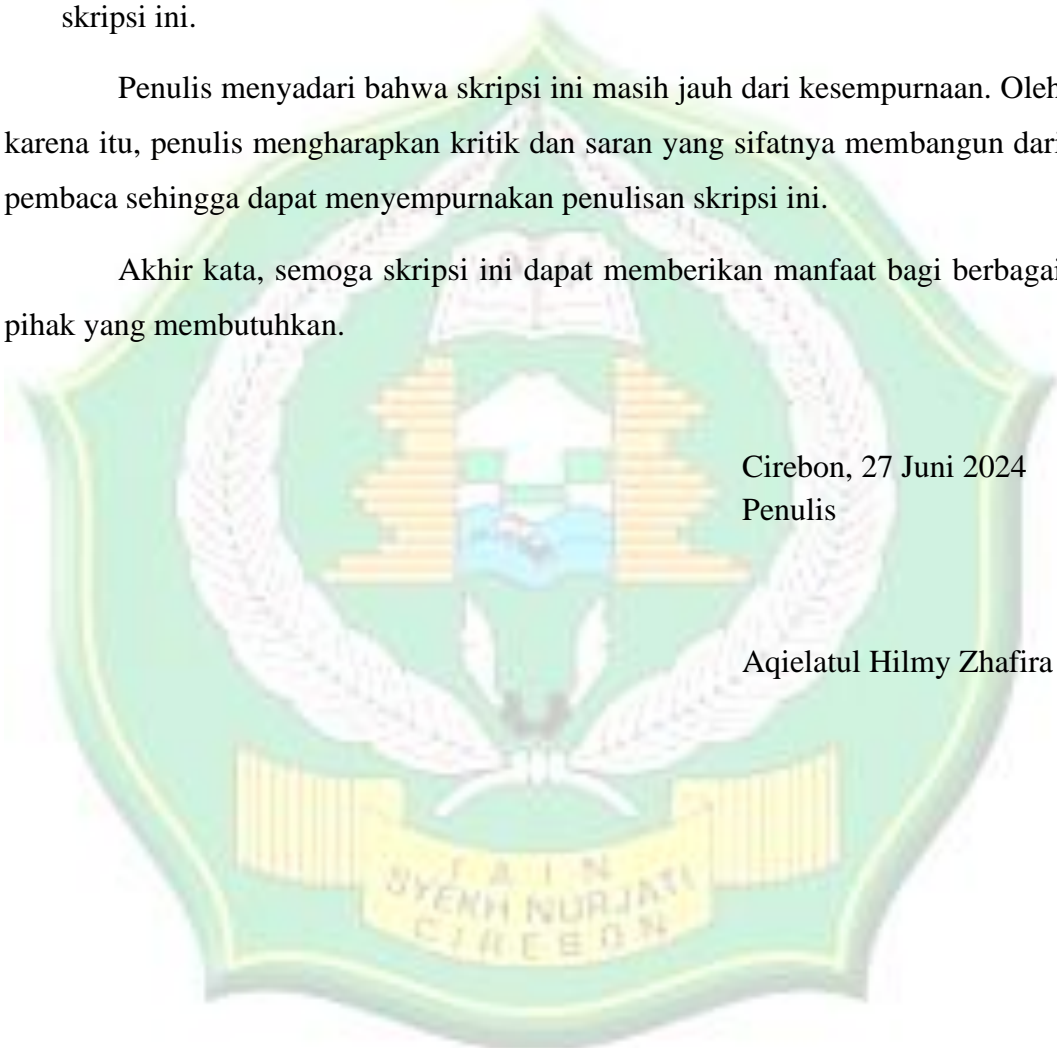 skripsi ini.
Penulis menyadari bahwa skripsi ini masih jauh dari kesempurnaan. Oleh
karena itu, penulis mengharapkan kritik dan saran yang sifatnya membangun dari
pembaca sehingga dapat menyempurnakan penulisan skripsi ini.
Akhir kata, semoga skripsi ini dapat memberikan manfaat bagi berbagai
pihak yang membutuhkan.
Cirebon, 27 Juni 2024
Penulis
Aqielatul Hilmy Zhafira
IAIN
SYEKH NURJATI
CIREBON